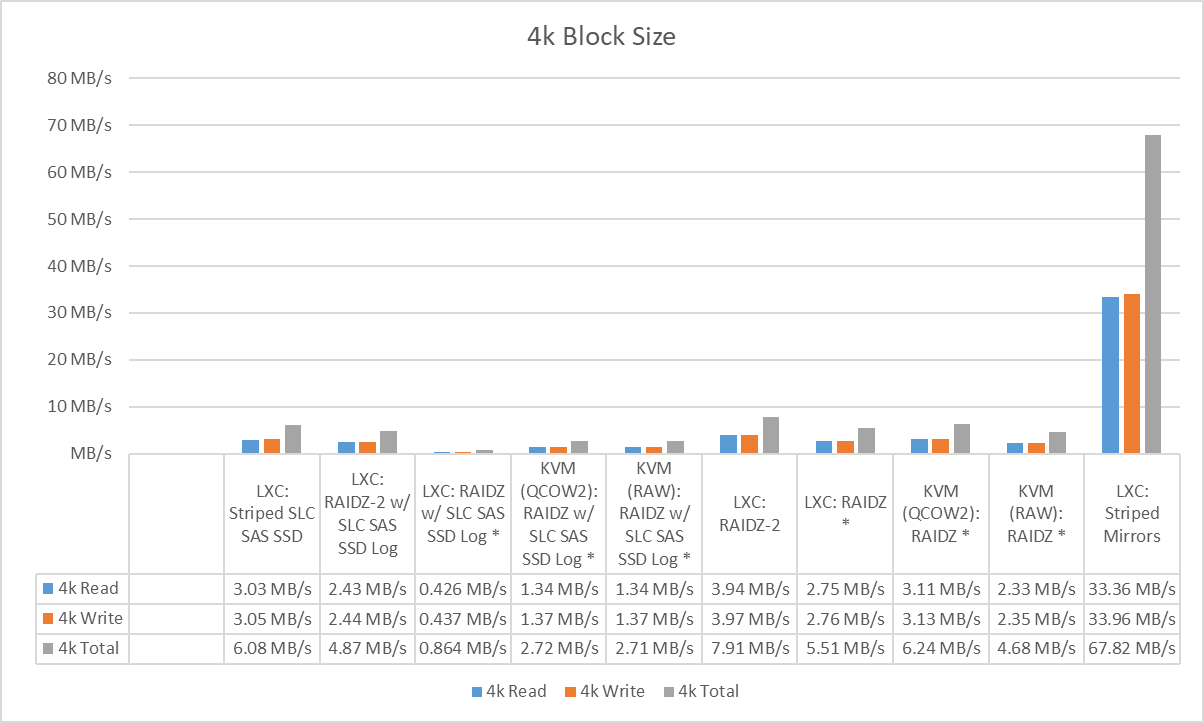 4k Block Size
80 MB/s
70 MB/s
60 MB/s
50 MB/s
40 MB/s
30 MB/s
20 MB/s
10 MB/s
MB/s
LXC:
Striped SLC
SAS SSD
LXC:
RAIDZ-2 w/
SLC SAS
SSD Log
LXC: RAIDZ
w/ SLC SAS
SSD Log *
KVM
(QCOW2):
RAIDZ w/
SLC SAS
SSD Log *
KVM
(RAW):
RAIDZ w/
SLC SAS
SSD Log *
LXC:
RAIDZ-2
LXC: RAIDZ
*
KVM
(QCOW2):
RAIDZ *
KVM
(RAW):
RAIDZ *
LXC:
Striped
Mirrors
4k Read 3.03 MB/s 2.43 MB/s 0.426 MB/s 1.34 MB/s 1.34 MB/s 3.94 MB/s 2.75 MB/s 3.11 MB/s 2.33 MB/s 33.36 MB/s
4k Write 3.05 MB/s 2.44 MB/s 0.437 MB/s 1.37 MB/s 1.37 MB/s 3.97 MB/s 2.76 MB/s 3.13 MB/s 2.35 MB/s 33.96 MB/s
4k Total 6.08 MB/s 4.87 MB/s 0.864 MB/s 2.72 MB/s 2.71 MB/s 7.91 MB/s 5.51 MB/s 6.24 MB/s 4.68 MB/s 67.82 MB/s
4k Read 4k Write 4k Total